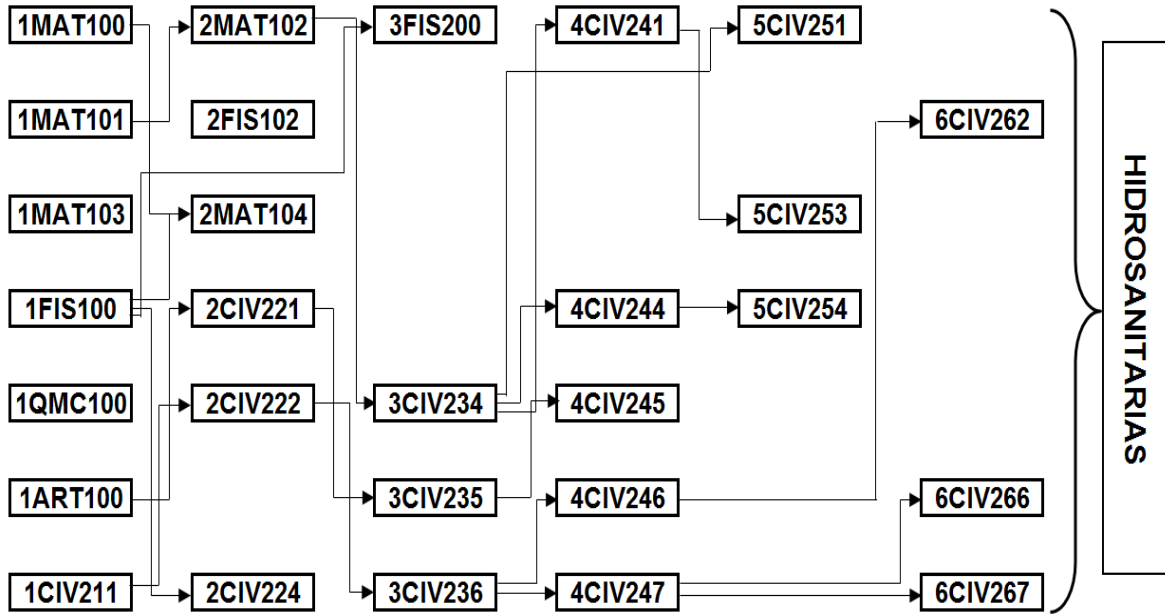 1MAT100 2MAT102 3FIS200 4CIV241 5CIV251
1MAT101 2FIS102 6CIV262
1MAT103 2MAT104 5CIV253
1FIS100 2CIV221 4CIV244 5CIV254
1QMC100 2CIV222 3CIV234 4CIV245
1ART100 3CIV235 4CIV246 6CIV266
1CIV211 2CIV224 3CIV236 4CIV247 6CIV267
HIDROSANITARIAS